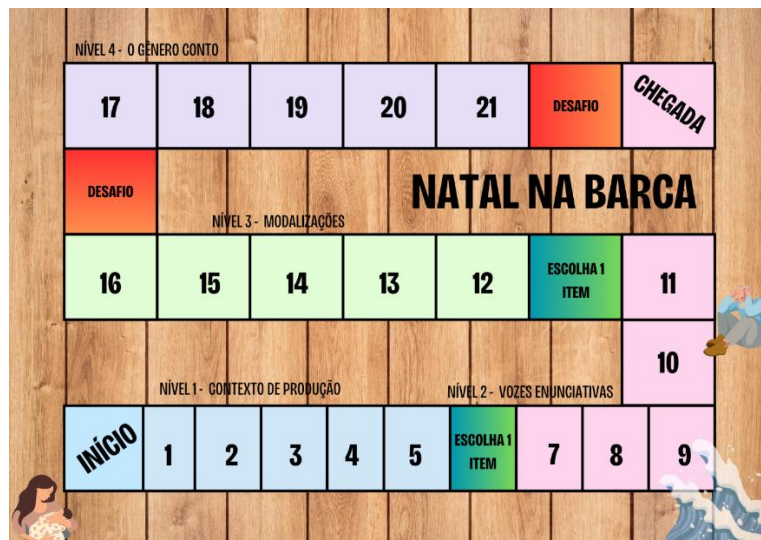 NÍVEL 4 - O GÊNERO CONTO
17 18 19 20 21 DESAFIO CHEGADA
DESAFIO
NATAL NA BARCA
NÍVEL 3 - MODALIZAÇÕES
16 15 14 13 12 ESCOLHA 1
ITEM
11
10
NÍVEL 1 - CONTEXTO DE PRODUÇÃO
NÍVEL 2 - VOZES ENUNCIATIVAS
INÍCIO 1 2 3 4 5 ESCOLHA 1
ITEM
7 8 9